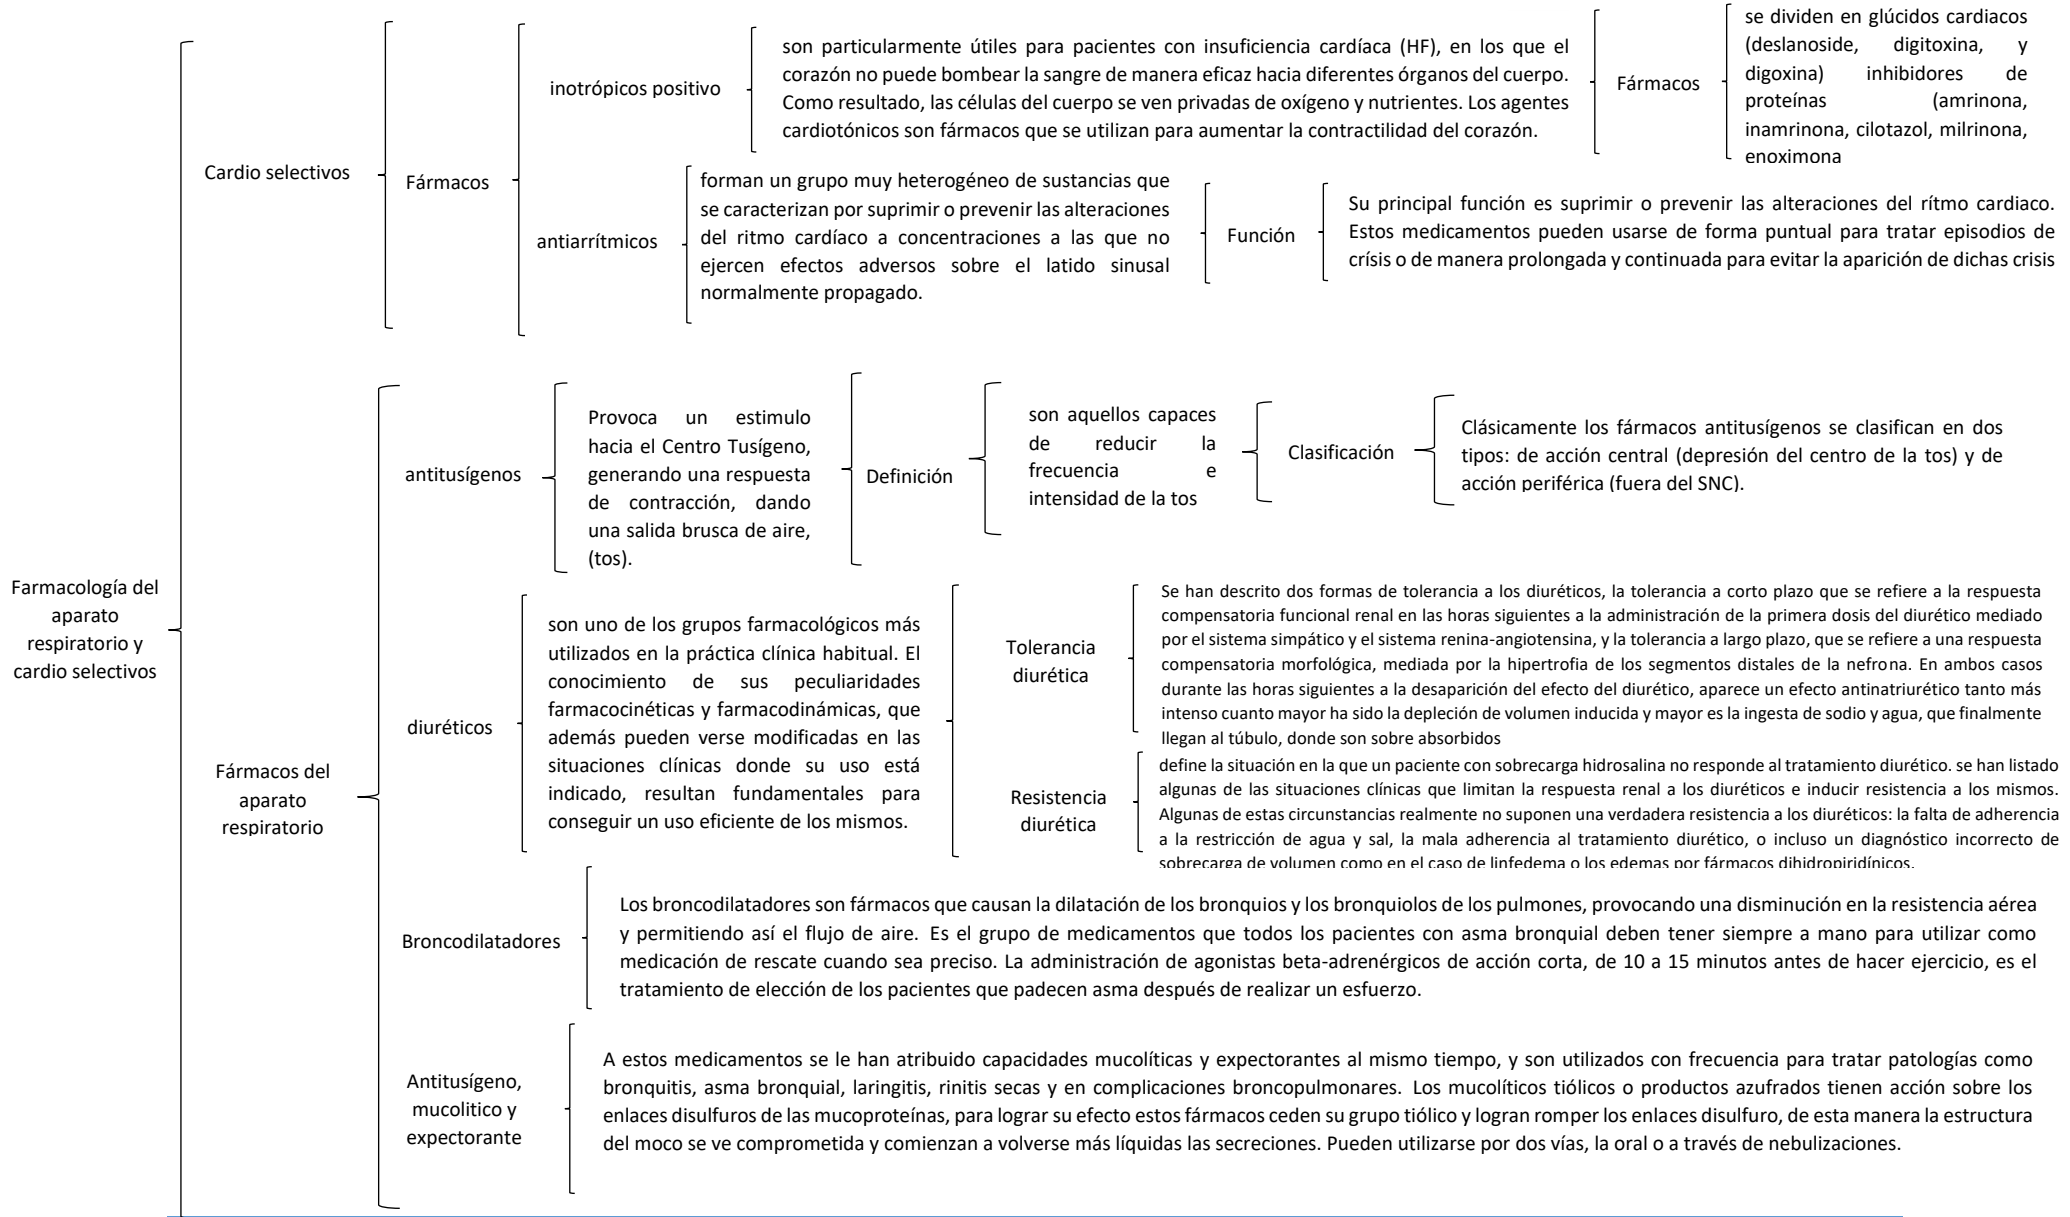 Farmacología del
aparato
respiratorio y
cardio selectivos
Cardio selectivos
Fármacos
inotrópicos positivo
son particularmente útiles para pacientes con insuficiencia cardíaca (HF), en los que el
corazón no puede bombear la sangre de manera eficaz hacia diferentes órganos del cuerpo.
Como resultado, las células del cuerpo se ven privadas de oxígeno y nutrientes. Los agentes
cardiotónicos son fármacos que se utilizan para aumentar la contractilidad del corazón.
Fármacos
se dividen en glúcidos cardiacos
(deslanoside, digitoxina, y
digoxina) inhibidores de
proteínas (amrinona,
inamrinona, cilotazol, milrinona,
enoximona
antiarrítmicos
forman un grupo muy heterogéneo de sustancias que
se caracterizan por suprimir o prevenir las alteraciones
del ritmo cardíaco a concentraciones a las que no
ejercen efectos adversos sobre el latido sinusal
normalmente propagado.
Función
Su principal función es suprimir o prevenir las alteraciones del rítmo cardiaco.
Estos medicamentos pueden usarse de forma puntual para tratar episodios de
crísis o de manera prolongada y continuada para evitar la aparición de dichas crisis
Fármacos del
aparato
respiratorio
antitusígenos
Provoca un estimulo
hacia el Centro Tusígeno,
generando una respuesta
de contracción, dando
una salida brusca de aire,
(tos).
Definición
son aquellos capaces
de reducir la
frecuencia e
intensidad de la tos
Clasificación
Clásicamente los fármacos antitusígenos se clasifican en dos
tipos: de acción central (depresión del centro de la tos) y de
acción periférica (fuera del SNC).
diuréticos
son uno de los grupos farmacológicos más
utilizados en la práctica clínica habitual. El
conocimiento de sus peculiaridades
farmacocinéticas y farmacodinámicas, que
además pueden verse modificadas en las
situaciones clínicas donde su uso está
indicado, resultan fundamentales para
conseguir un uso eficiente de los mismos.
Tolerancia
diurética
Se han descrito dos formas de tolerancia a los diuréticos, la tolerancia a corto plazo que se refiere a la respuesta
compensatoria funcional renal en las horas siguientes a la administración de la primera dosis del diurético mediado
por el sistema simpático y el sistema renina-angiotensina, y la tolerancia a largo plazo, que se refiere a una respuesta
compensatoria morfológica, mediada por la hipertrofia de los segmentos distales de la nefrona. En ambos casos
durante las horas siguientes a la desaparición del efecto del diurético, aparece un efecto antinatriurético tanto más
intenso cuanto mayor ha sido la depleción de volumen inducida y mayor es la ingesta de sodio y agua, que finalmente
llegan al túbulo, donde son sobre absorbidos
Resistencia
diurética
define la situación en la que un paciente con sobrecarga hidrosalina no responde al tratamiento diurético. se han listado
algunas de las situaciones clínicas que limitan la respuesta renal a los diuréticos e inducir resistencia a los mismos.
Algunas de estas circunstancias realmente no suponen una verdadera resistencia a los diuréticos: la falta de adherencia
a la restricción de agua y sal, la mala adherencia al tratamiento diurético, o incluso un diagnóstico incorrecto de
sobrecarga de volumen como en el caso de linfedema o los edemas por fármacos dihidropiridínicos.
Broncodilatadores
Los broncodilatadores son fármacos que causan la dilatación de los bronquios y los bronquiolos de los pulmones, provocando una disminución en la resistencia aérea
y permitiendo así el flujo de aire. Es el grupo de medicamentos que todos los pacientes con asma bronquial deben tener siempre a mano para utilizar como
medicación de rescate cuando sea preciso. La administración de agonistas beta-adrenérgicos de acción corta, de 10 a 15 minutos antes de hacer ejercicio, es el
tratamiento de elección de los pacientes que padecen asma después de realizar un esfuerzo.
Antitusígeno,
mucolitico y
expectorante
A estos medicamentos se le han atribuido capacidades mucolíticas y expectorantes al mismo tiempo, y son utilizados con frecuencia para tratar patologías como
bronquitis, asma bronquial, laringitis, rinitis secas y en complicaciones broncopulmonares. Los mucolíticos tiólicos o productos azufrados tienen acción sobre los
enlaces disulfuros de las mucoproteínas, para lograr su efecto estos fármacos ceden su grupo tiólico y logran romper los enlaces disulfuro, de esta manera la estructura
del moco se ve comprometida y comienzan a volverse más líquidas las secreciones. Pueden utilizarse por dos vías, la oral o a través de nebulizaciones.